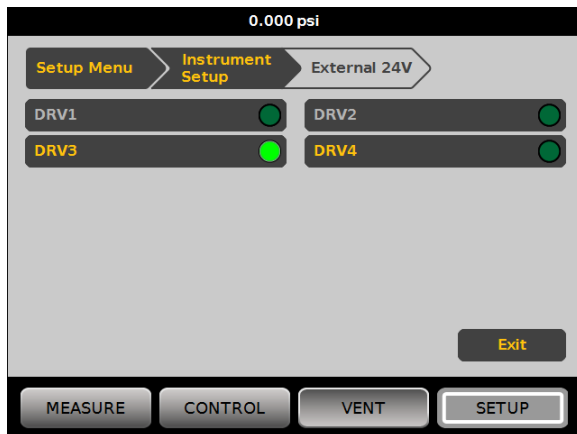 0.000 psi
Setup Menu
Instrument
Setup
External 24V
DRV1
DRV2
DRV3
DRV4
Exit
MEASURE
CONTROL
VENT
SETUP